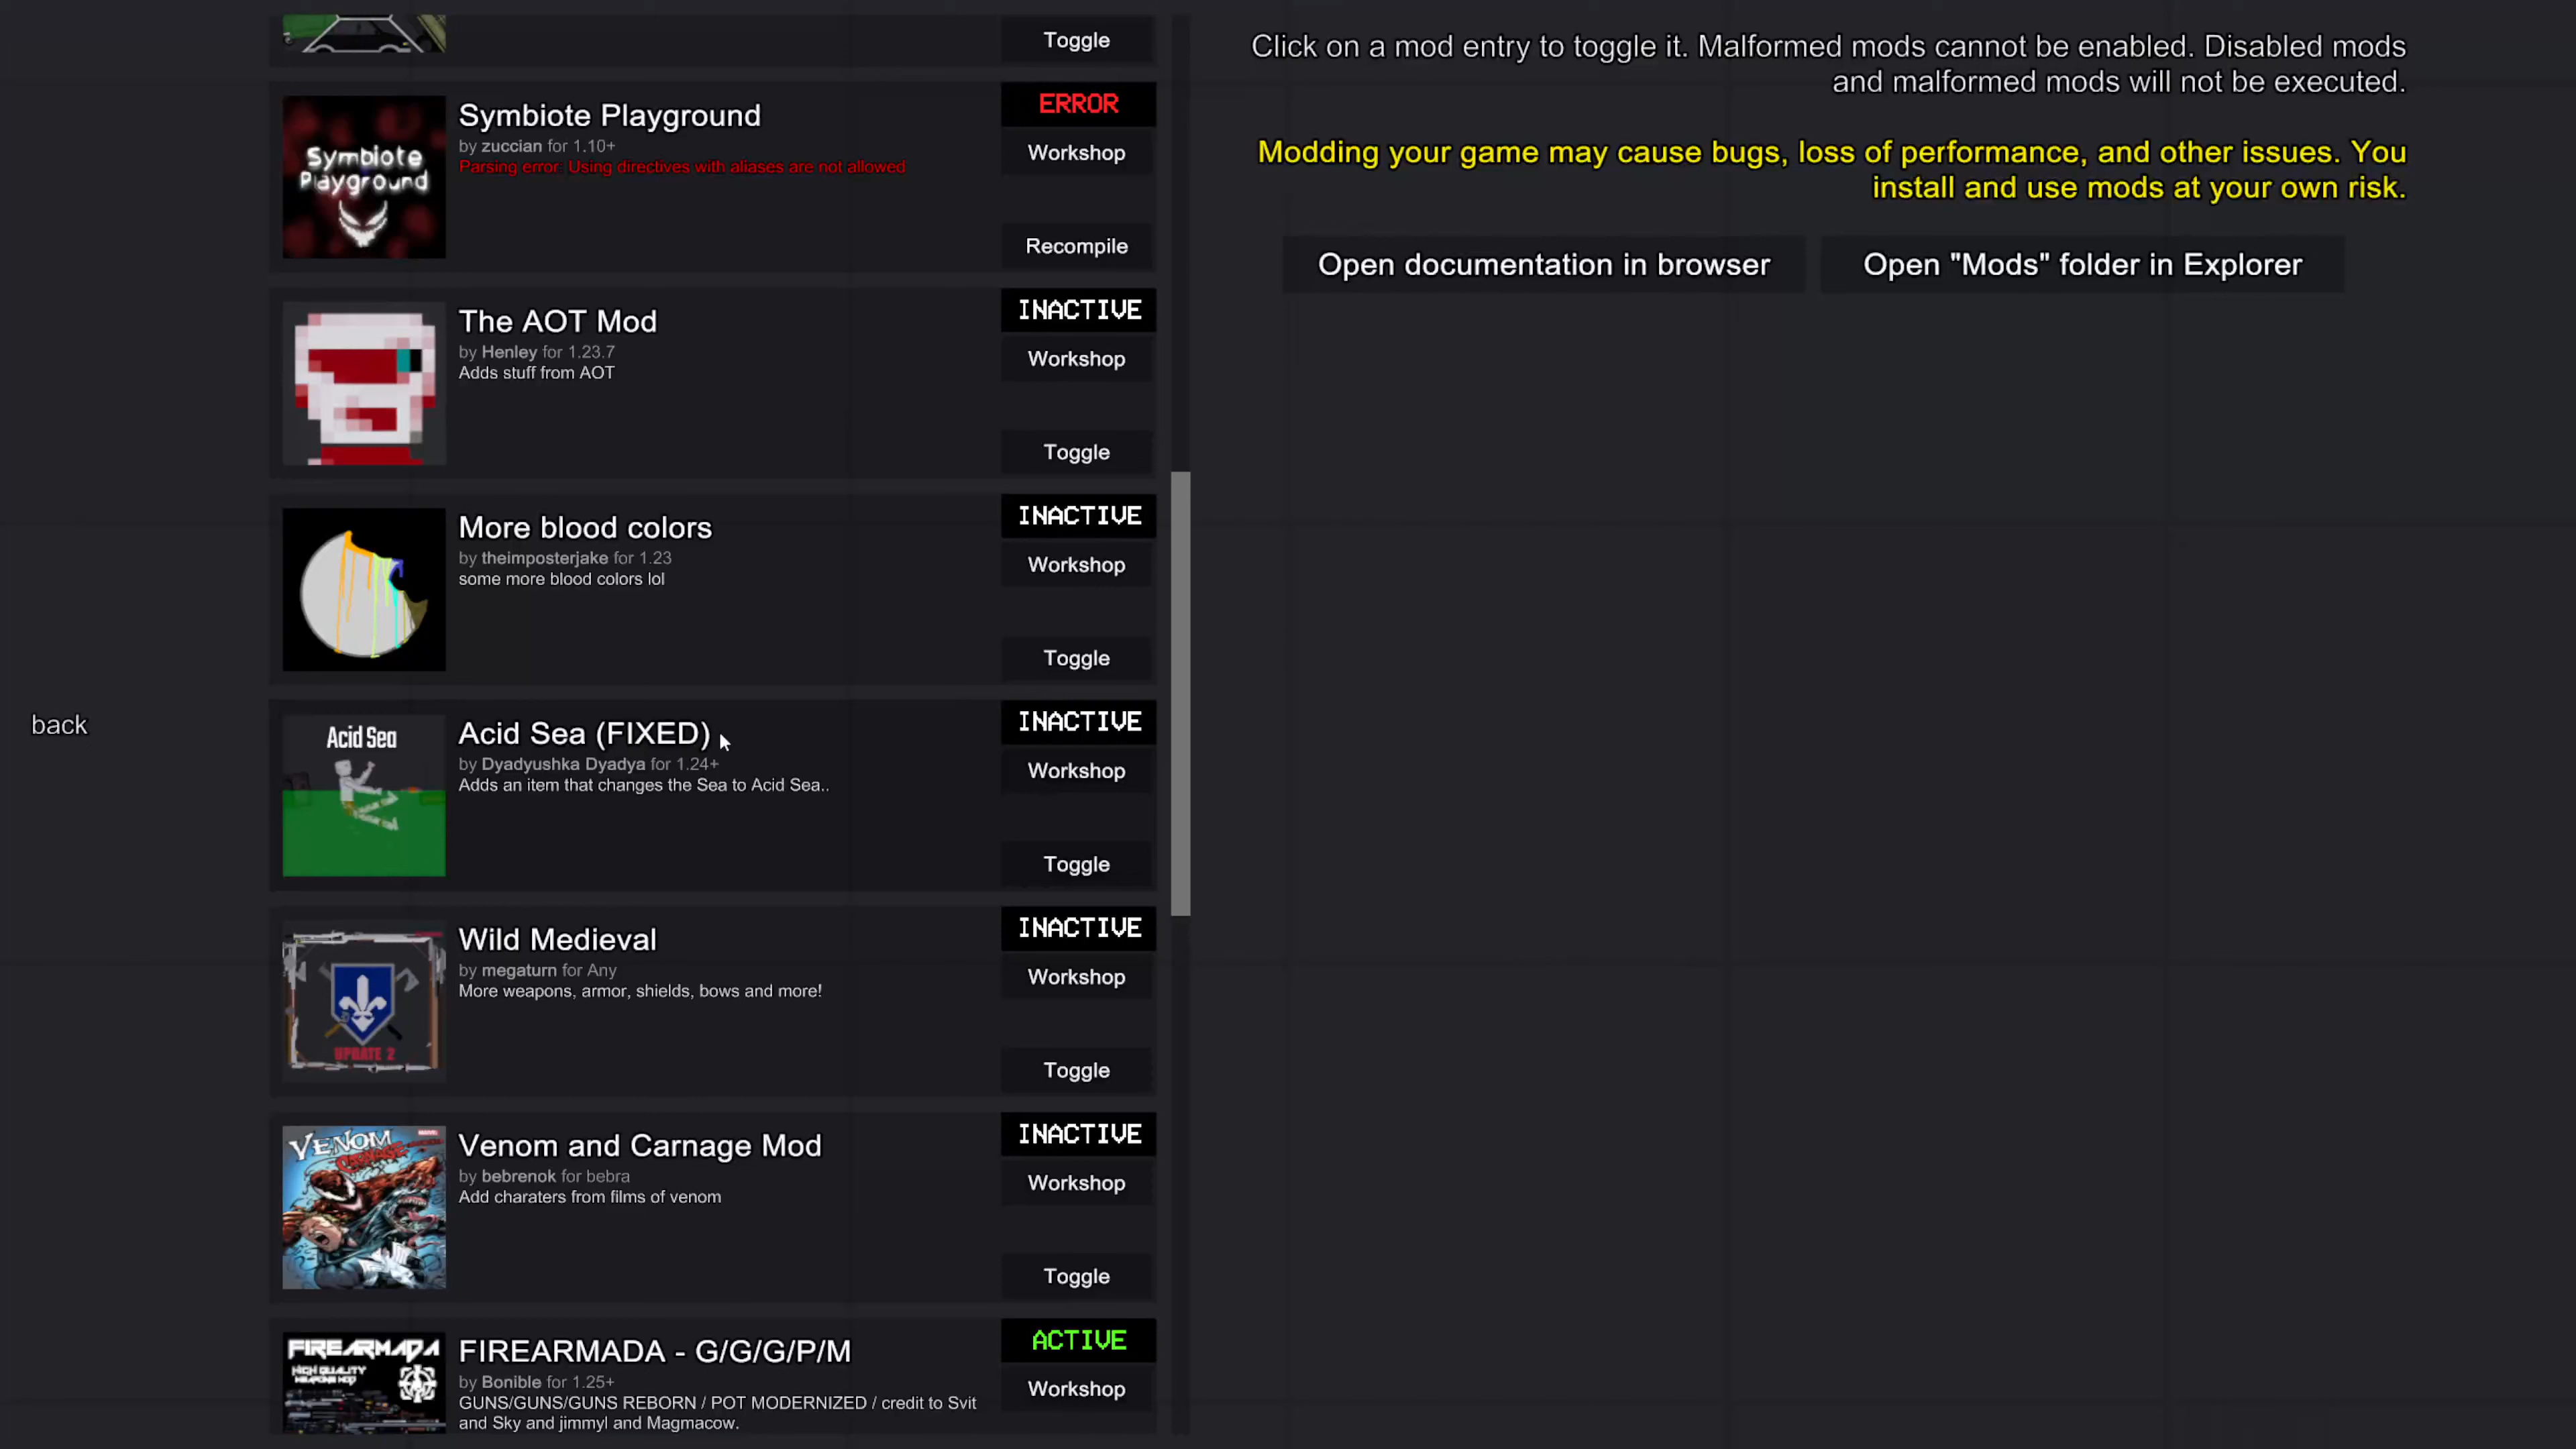 Toggle
Symbiote Playground
by zuccian for 1.10+
Parsing error: Using directives with aliases are not allowed
ERROR
Workshop
Recompile
Symbiote
Playground
The AOT Mod
by Henley for 1.23.7
Adds stuff from AOT
INACTIVE
Workshop
Toggle
More blood colors
by theimposterjake for 1.23
some more blood colors lol
INACTIVE
Workshop
Toggle
Acid Sea
Acid Sea (FIXED)
by Dyadyushka Dyadya for 1.24+
Adds an item that changes the Sea to Acid Sea..
INACTIVE
Workshop
Toggle
UPDATE 2
Wild Medieval
by megaturn for Any
More weapons, armor, shields, bows and more!
INACTIVE
Workshop
Toggle
VENOM
CARNAGE
Venom and Carnage Mod
by bebrenok for bebra
Add charaters from films of venom
INACTIVE
Workshop
Toggle
FIREARMADA
HIGH QUALITY
WEAPONS MOD
FIREARMADA - G/G/G/P/M
by Bonible for 1.25+
GUNS/GUNS/GUNS REBORN / POT MODERNIZED / credit to Svit
and Sky and jimmyl and Magmacow.
ACTIVE
Workshop
back
Click on a mod entry to toggle it. Malformed mods cannot be enabled. Disabled mods
and malformed mods will not be executed.
Modding your game may cause bugs, loss of performance, and other issues. You
install and use mods at your own risk.
Open documentation in browser
Open "Mods" folder in Explorer